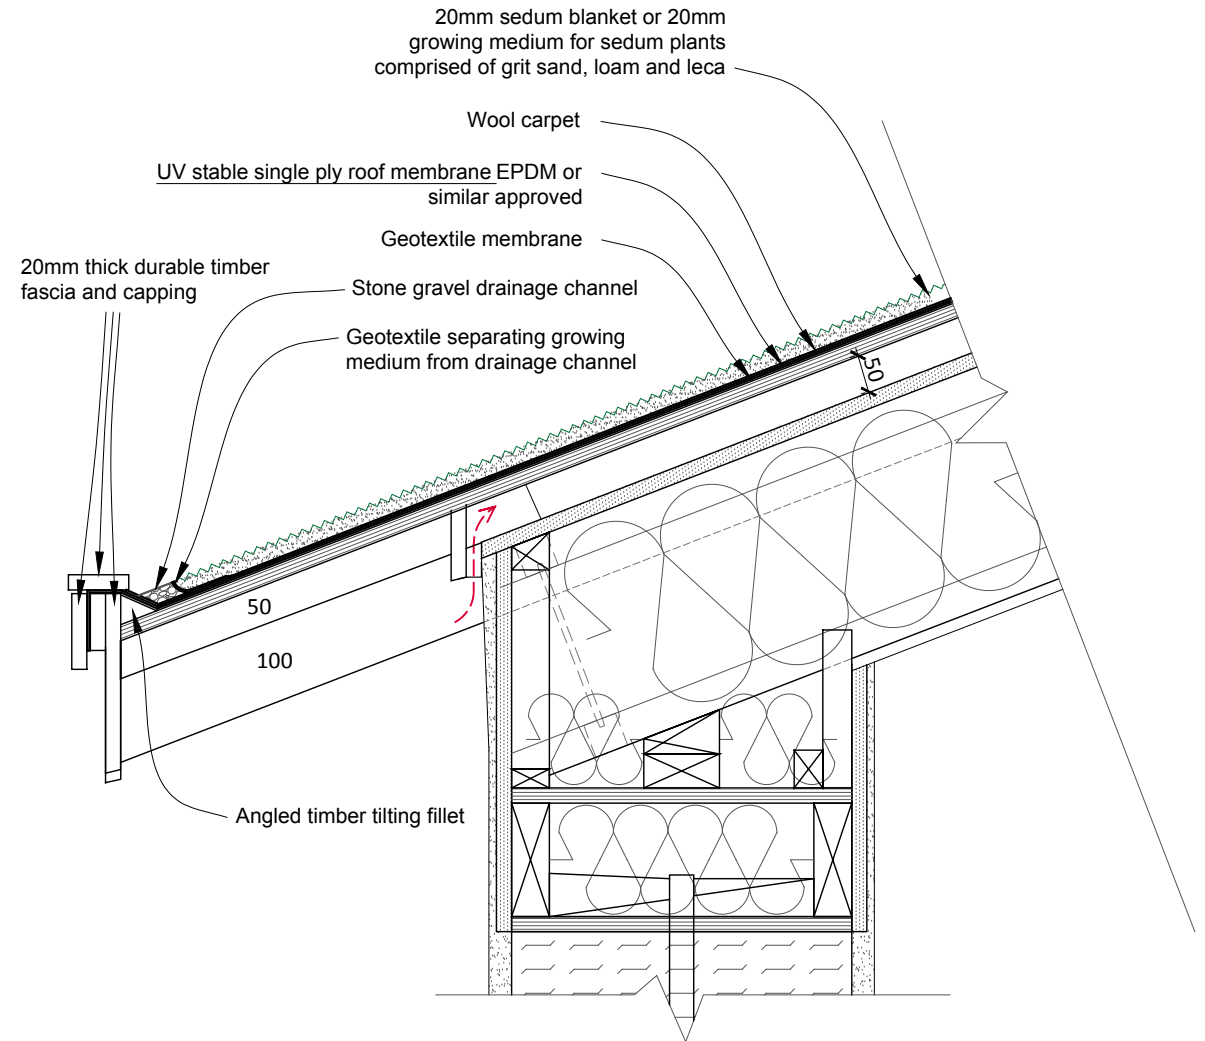 20mm sedum blanket or 20mm
growing medium for sedum plants
comprised of grit sand, loam and leca
Wool carpet
UV stable single ply roof membrane EPDM or
similar approved
Geotextile membrane
20mm thick durable timber
fascia and capping
Stone gravel drainage channel
Geotextile separating growing
medium from drainage channel
50
50
100
Angled timber tilting fillet